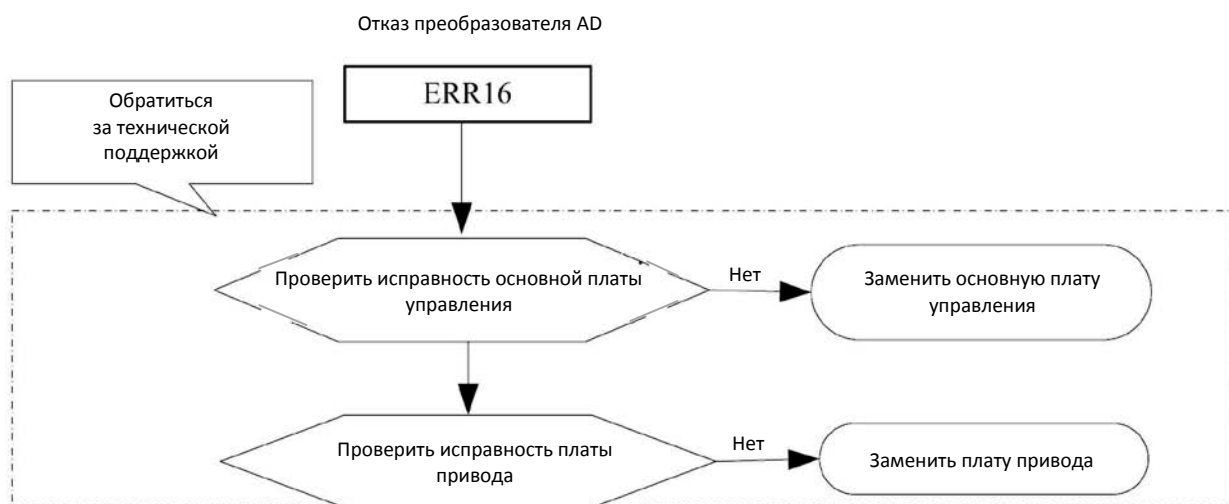 Отказ преобразователя AD
ERR16
Обратиться
за технической
поддержкой
Проверить исправность основной платы
управления
Нет
Заменить основную плату
управления
Проверить исправность платы
привода
Нет
Заменить плату привода